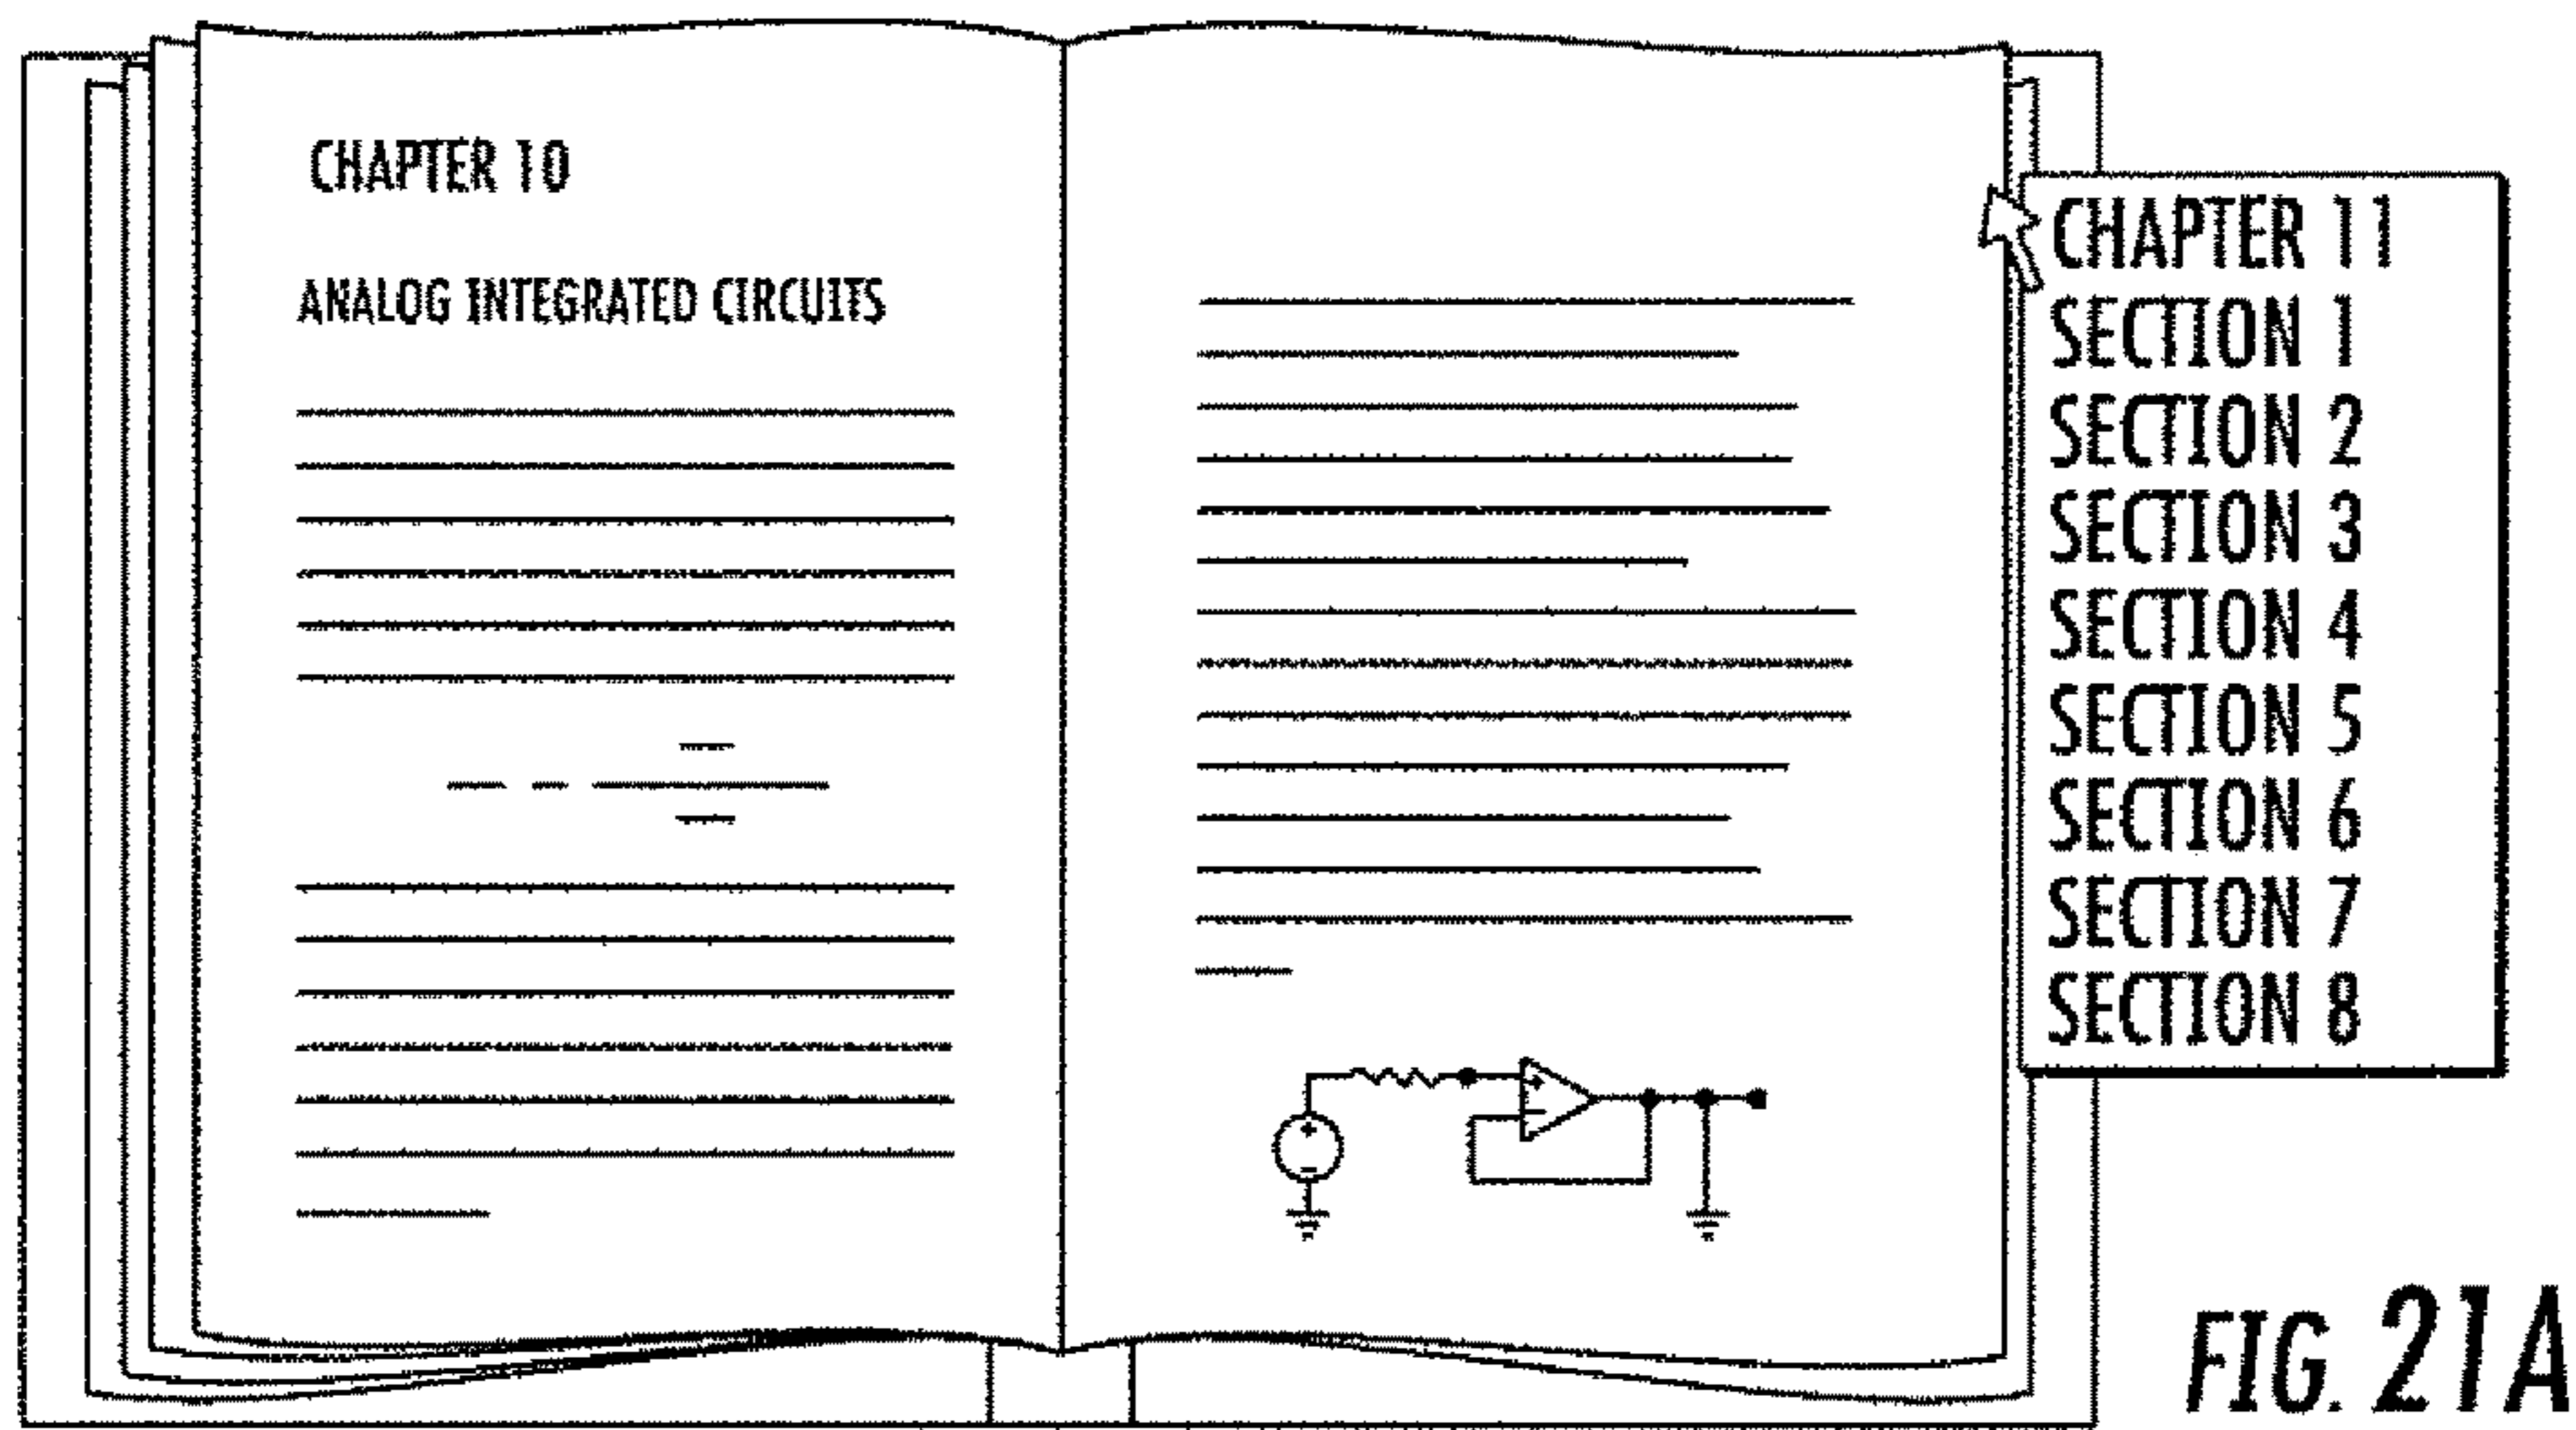 CHAPTER 10
ANALOG INTEGRATED CIRCUITS
CHAPTER 11
SECTION 1
SECTION 2
SECTION 3
SECTION 4
SECTION 5
SECTION 6
SECTION 7
SECTION 8
+
-
+
-
FIG. 21A